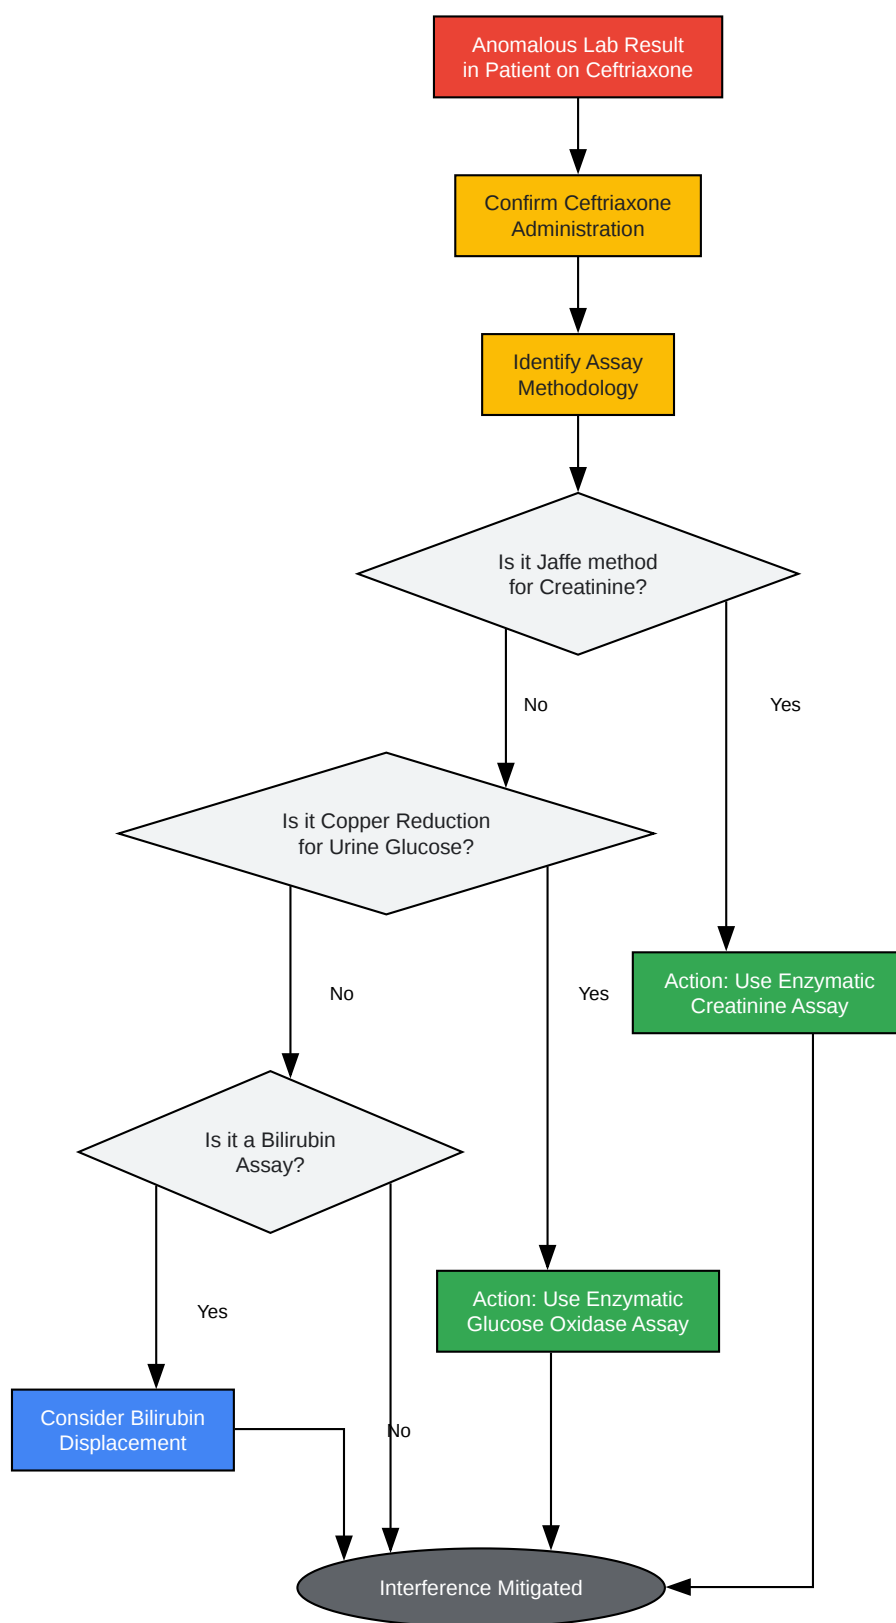 Anomalous Lab Result
in Patient on Ceftriaxone
Confirm Ceftriaxone
Administration
Identify Assay
Methodology
Is it Jaffe method
for Creatinine?
No
Yes
Is it Copper Reduction
for Urine Glucose?
Action: Use Enzymatic
Creatinine Assay
No
Yes
Is it a Bilirubin
Assay?
Yes
Action: Use Enzymatic
Glucose Oxidase Assay
Consider Bilirubin
Displacement
No
Interference Mitigated